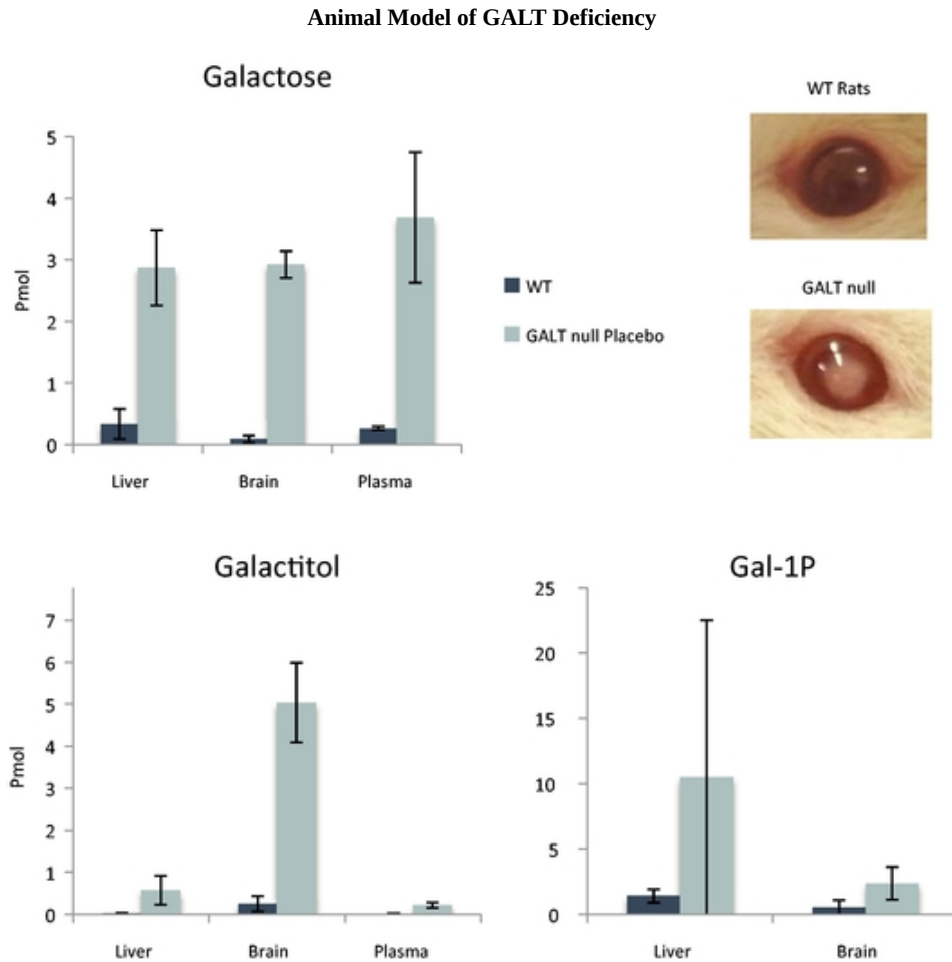 Animal Model of GALT Deficiency
Galactose
5
4
3
2
1
0
Pmol
Liver Brain Plasma
WT
GALT null Placebo
WT Rats
GALT null
Galactitol
7
6
5
4
3
2
1
0
Pmol
Liver Brain Plasma
Gal-1P
25
20
15
10
5
0
Liver Brain